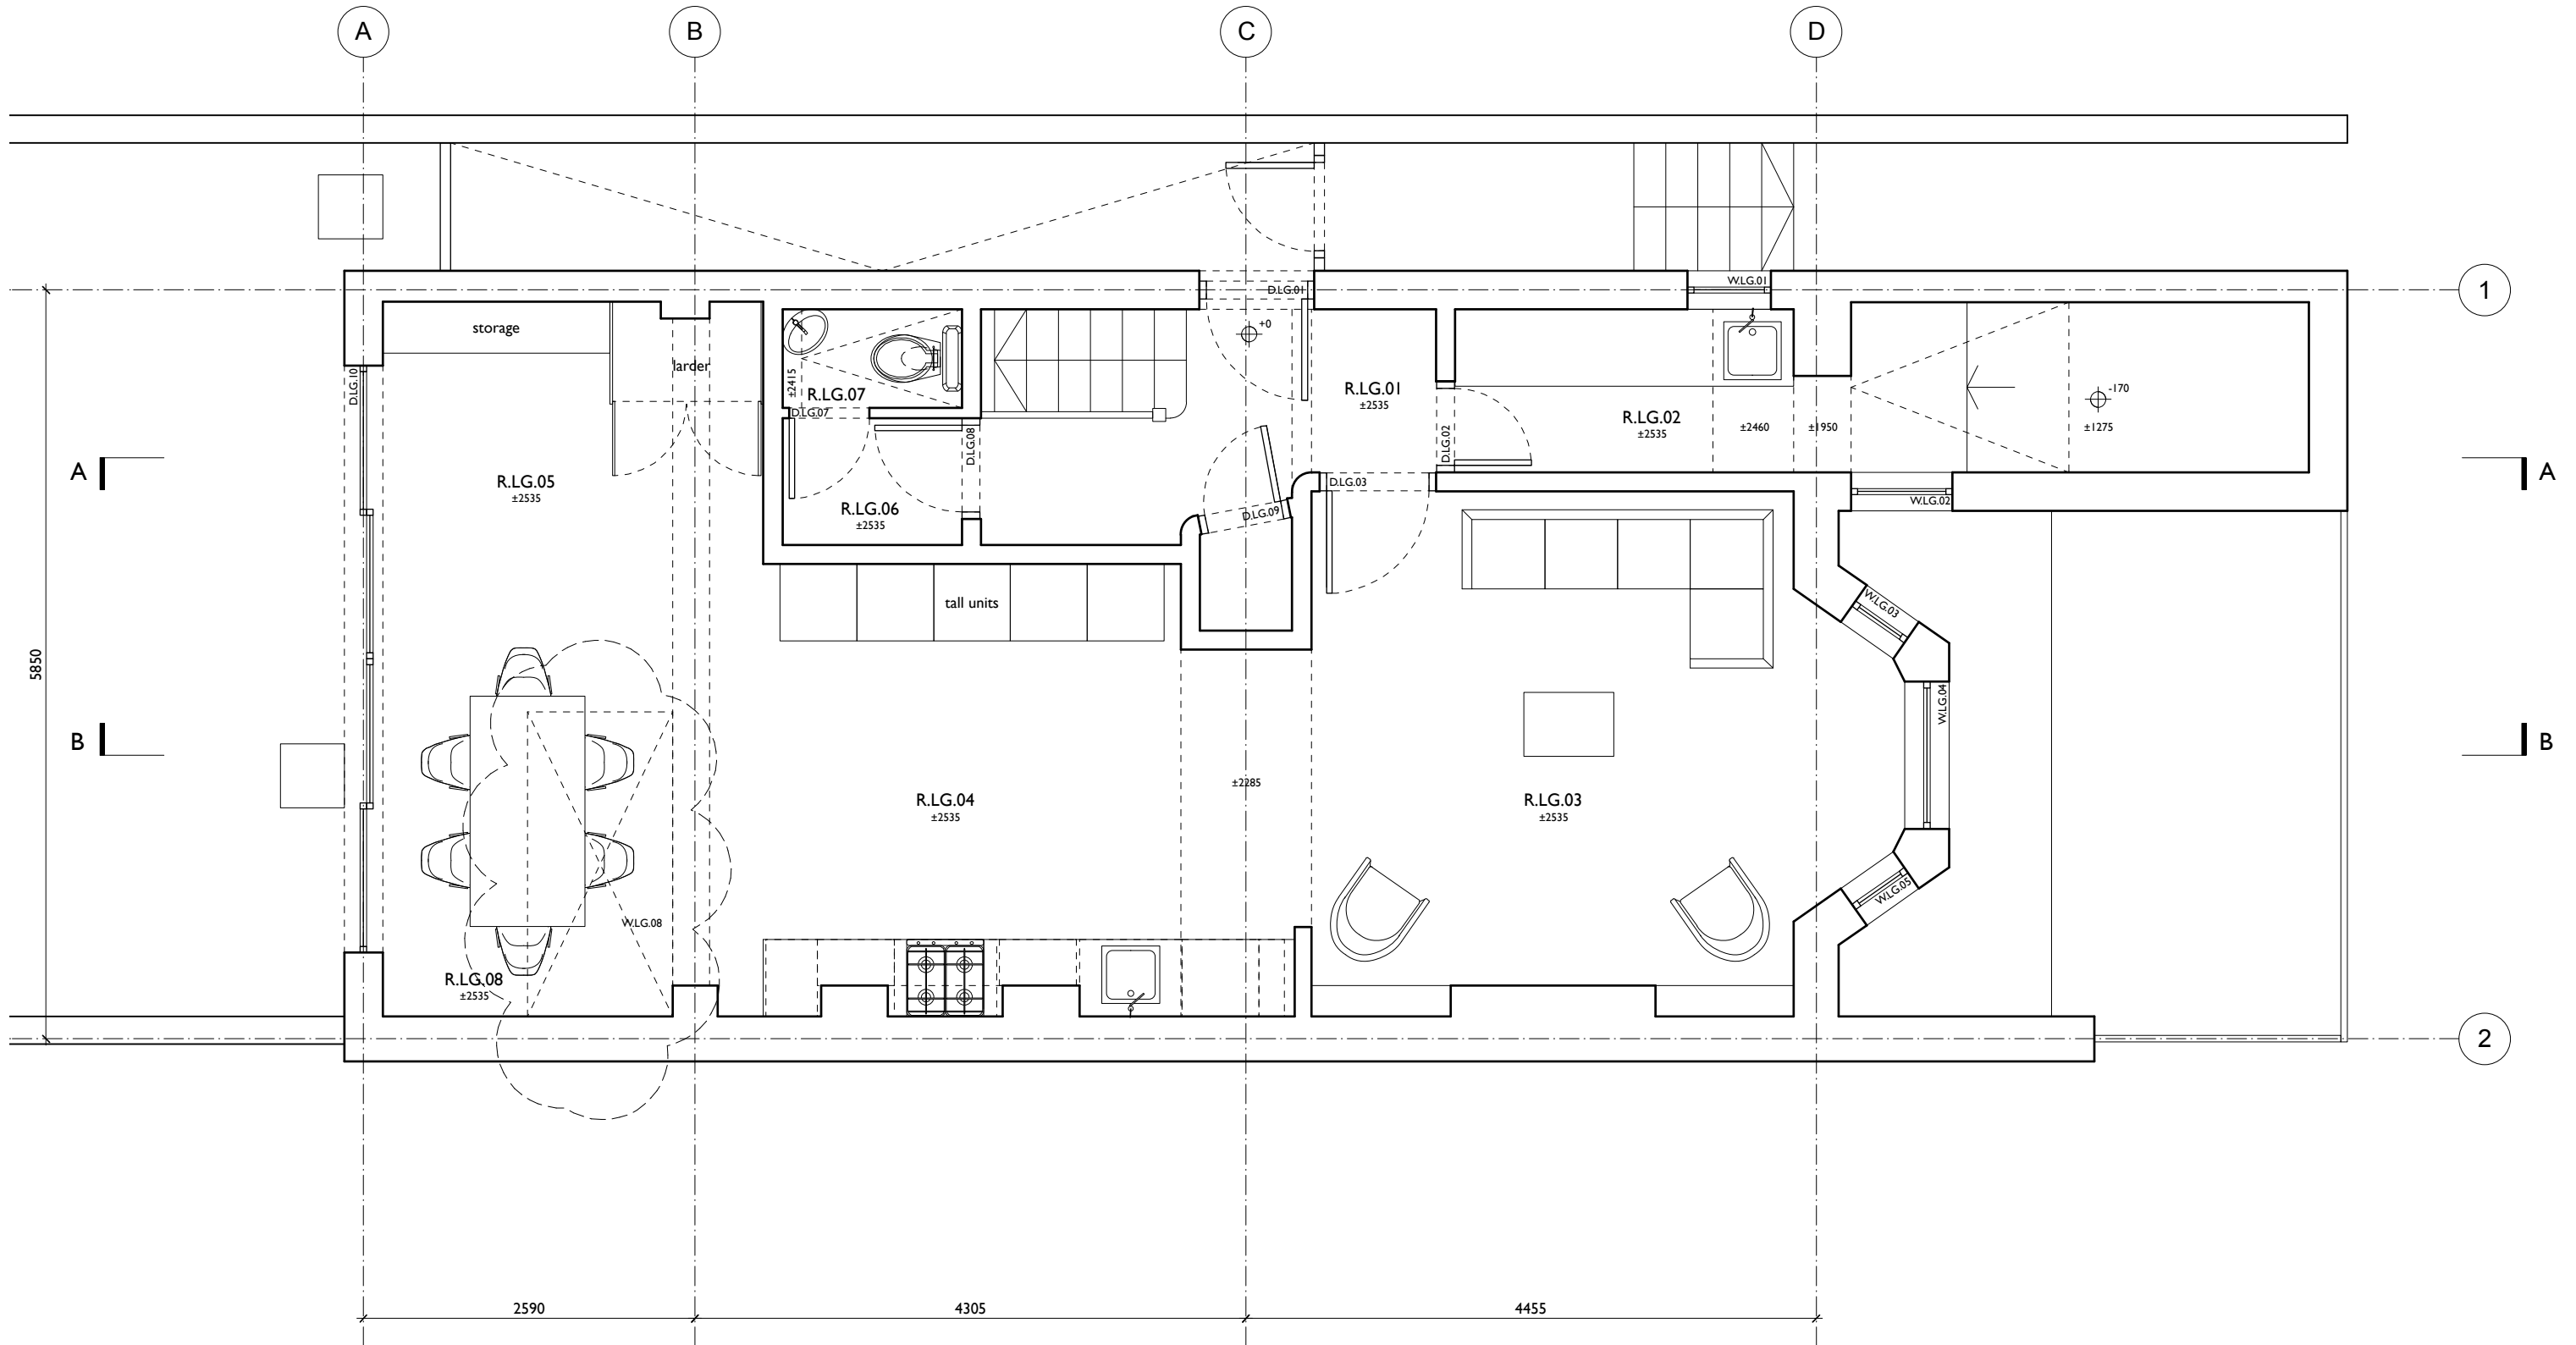 A
B
C
D
1
D.LG.01
W.LG.01
+0
storage
larder
D.LG.10
±2415
R.LG.07
D.LG.07
R.LG.01
±2535
R.LG.02
±2535
±2460
±1950
-170
±1275
D.LG.08
D.LG.02
A
A
R.LG.05
±2535
R.LG.06
±2535
D.LG.03
D.LG.09
W.LG.02
tall units
W.LG.03
5850
W.LG.04
B
B
±2285
R.LG.04
±2535
R.LG.03
±2535
W.LG.05
W.LG.08
R.LG.08
±2535
2
2590
4305
4455